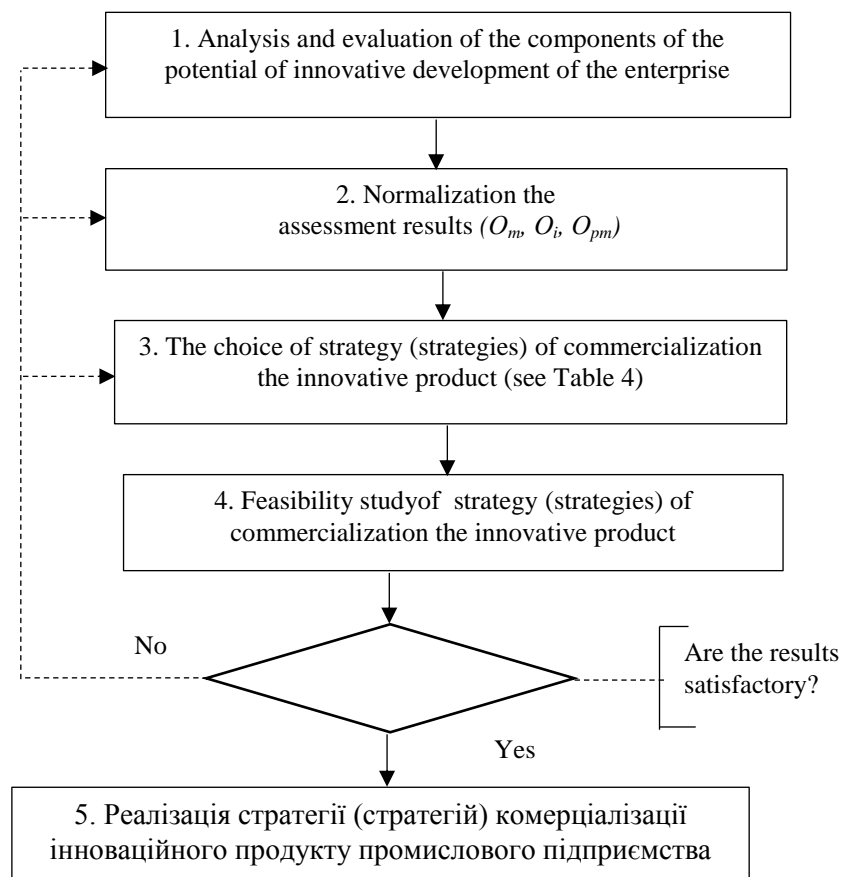 1. Analysis and evaluation of the components of the
potential of innovative development of the enterprise
2. Normalization the
assessment results (Om, Oi, Opm)
3. The choice of strategy (strategies) of commercialization
the innovative product (see Table 4)
4. Feasibility studyof strategy (strategies) of
commercialization the innovative product
No
Are the results
satisfactory?
Yes
5. Реалізація стратегії (стратегій) комерціалізації
інноваційного продукту промислового підприємства